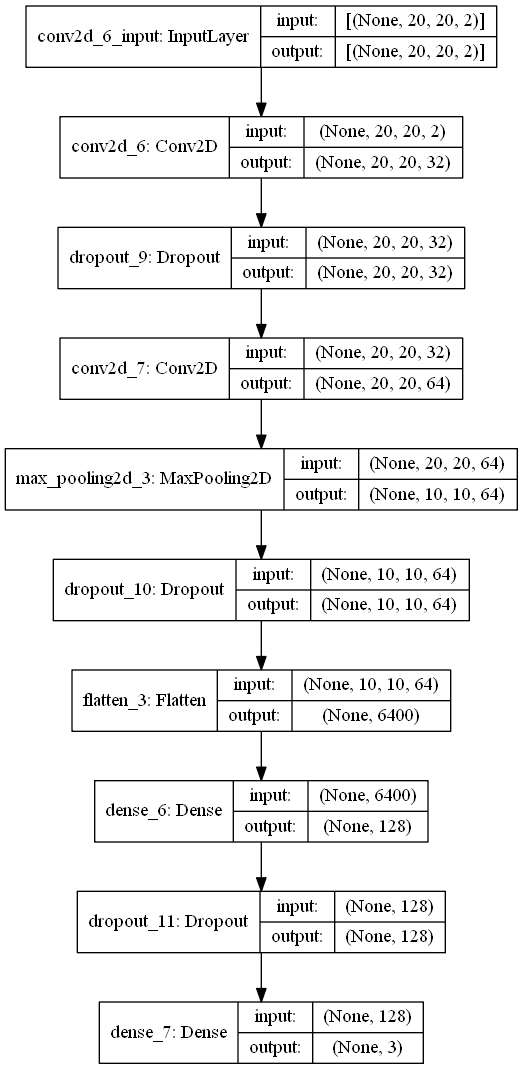 conv2d_6_input: InputLayer
input:
[(None, 20, 20, 2)]
output:
[(None, 20, 20, 2)]
conv2d_6: Conv2D
input:
(None, 20, 20, 2)
output:
(None, 20, 20, 32)
dropout_9: Dropout
input:
(None, 20, 20, 32)
output:
(None, 20, 20, 32)
conv2d_7: Conv2D
input:
(None, 20, 20, 32)
output:
(None, 20, 20, 64)
max_pooling2d_3: MaxPooling2D
input:
(None, 20, 20, 64)
output:
(None, 10, 10, 64)
dropout_10: Dropout
input:
(None, 10, 10, 64)
output:
(None, 10, 10, 64)
flatten_3: Flatten
input:
(None, 10, 10, 64)
output:
(None, 6400)
dense_6: Dense
input:
(None, 6400)
output:
(None, 128)
dropout_11: Dropout
input:
(None, 128)
output:
(None, 128)
dense_7: Dense
input:
(None, 128)
output:
(None, 3)